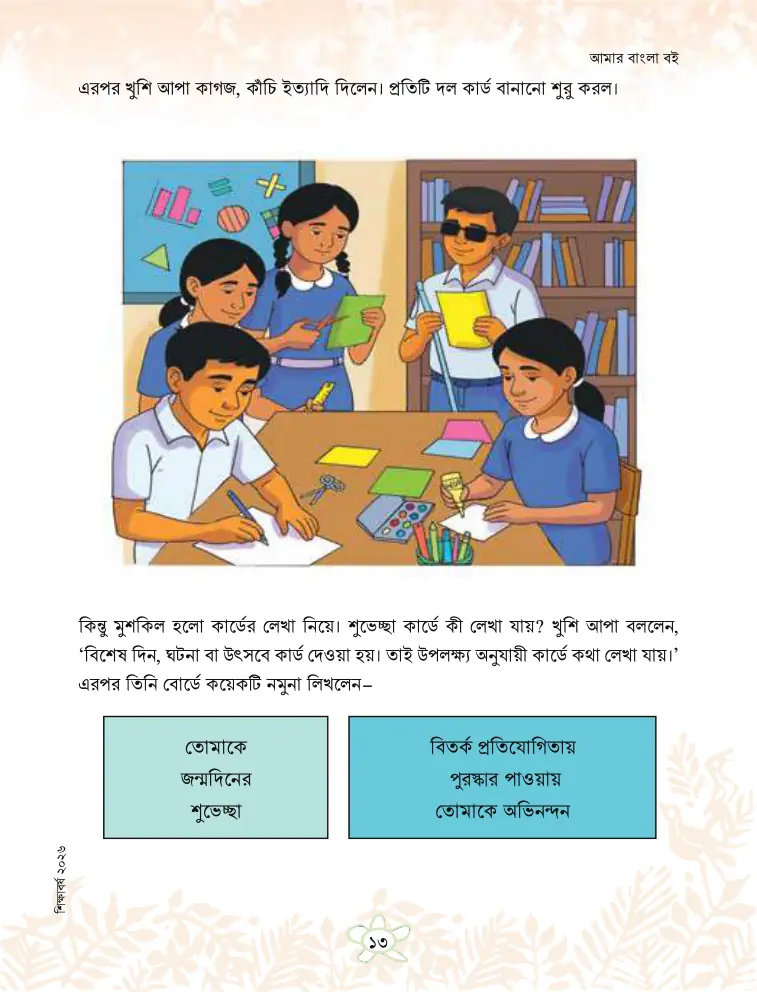 আমার বাংলা বই
এরপর খুশি আপা কাগজ, কাঁচি ইত্যাদি দিলেন। প্রতিটি দল কার্ড বানানো শুরু করল।
কিন্তু মুশকিল হলো কার্ডের লেখা নিয়ে। শুভেচ্ছা কার্ডে কী লেখা যায়? খুশি আপা বললেন,
‘বিশেষ দিন, ঘটনা বা উৎসবে কার্ড দেওয়া হয়। তাই উপলক্ষ্য অনুযায়ী কার্ডে কথা লেখা যায়।’
এরপর তিনি বোর্ডে কয়েকটি নমুনা লিখলেন–
তোমাকে
জন্মদিনের
শুভেচ্ছা
বিতর্ক প্রতিযোগিতায়
পুরস্কার পাওয়ায়
তোমাকে অভিনন্দন
শিক্ষাবর্ষ ২০২৬
১৩